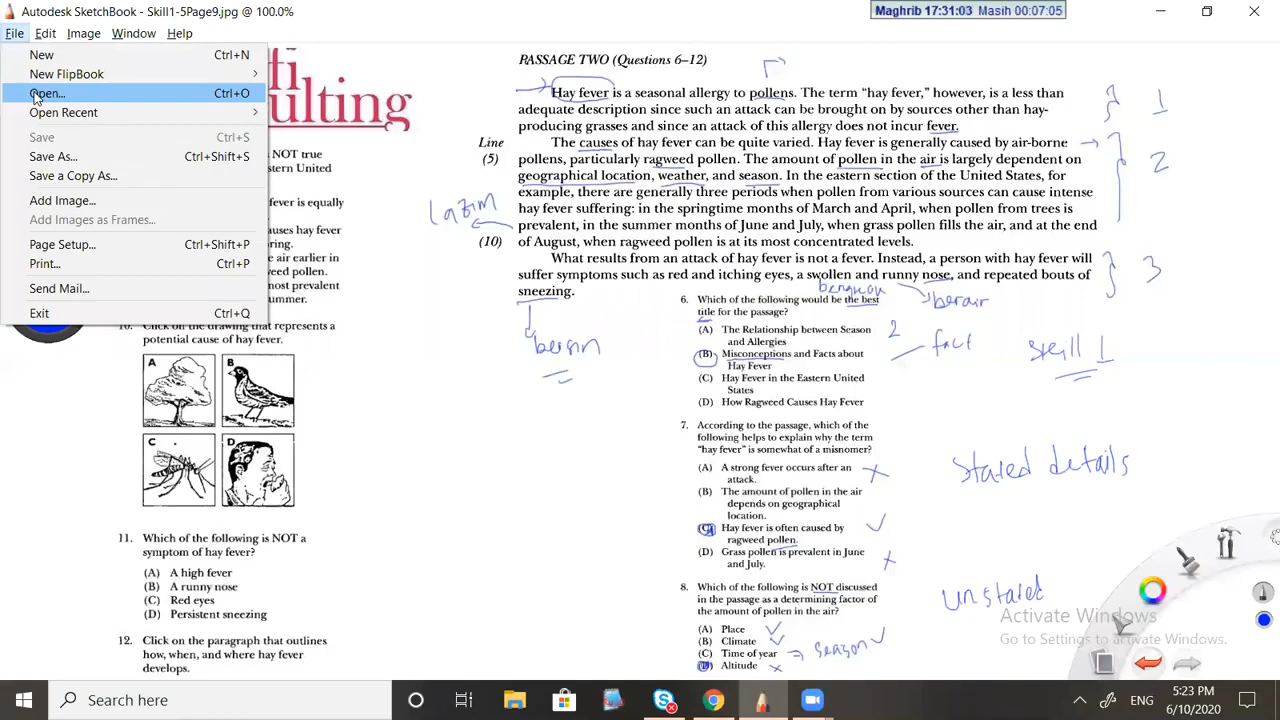 Autodesk SketchBook - Skill1-5Page9.jpg @ 100.0%
Maghrib 17:31:03 Masih 00:07:05
File Edit Image Window Help
New Ctrl+N
New FlipBook
Open... Ctrl+O
Open Recent
Save Ctrl+S
Save As... Ctrl+Shift+S
Save a Copy As...
Add Image...
Add Images as Frames...
Page Setup... Ctrl+Shift+P
Print... Ctrl+P
Send Mail...
Exit Ctrl+Q
ulting
NOT true
stern United
ever is equally
auses hay fever
ring.
e air earlier in
eed pollen.
most prevalent
ummer.
10. Click on the drawing that represents a
potential cause of hay fever.
A B
C D
11. Which of the following is NOT a
symptom of hay fever?
(A) A high fever
(B) A runny nose
(C) Red eyes
(D) Persistent sneezing
12. Click on the paragraph that outlines
how, when, and where hay fever
develops.
PASSAGE TWO (Questions 6–12)
Hay fever is a seasonal allergy to pollens. The term “hay fever,” however, is a less than
adequate description since such an attack can be brought on by sources other than hay-
producing grasses and since an attack of this allergy does not incur fever.
1
Line The causes of hay fever can be quite varied. Hay fever is generally caused by air-borne
(5) pollens, particularly ragweed pollen. The amount of pollen in the air is largely dependent on
geographical location, weather, and season. In the eastern section of the United States, for
example, there are generally three periods when pollen from various sources can cause intense
hay fever suffering: in the springtime months of March and April, when pollen from trees is
prevalent, in the summer months of June and July, when grass pollen fills the air, and at the end
(10) of August, when ragweed pollen is at its most concentrated levels.
2
lazim
What results from an attack of hay fever is not a fever. Instead, a person with hay fever will
suffer symptoms such as red and itching eyes, a swollen and runny nose, and repeated bouts of
sneezing.
3
berair
bersin
6. Which of the following would be the best
title for the passage?
(A) The Relationship between Season
and Allergies
(B) Misconceptions and Facts about
Hay Fever
(C) Hay Fever in the Eastern United
States
(D) How Ragweed Causes Hay Fever
2
fact
skill 1
7. According to the passage, which of the
following helps to explain why the term
“hay fever” is somewhat of a misnomer?
(A) A strong fever occurs after an
attack.
(B) The amount of pollen in the air
depends on geographical
location.
(C) Hay fever is often caused by
ragweed pollen.
(D) Grass pollen is prevalent in June
and July.
stared details
8. Which of the following is NOT discussed
in the passage as a determining factor of
the amount of pollen in the air?
(A) Place
(B) Climate
(C) Time of year
(D) Altitude
season
unstared
Activate Windows
Go to Settings to activate Windows.
Search here
ENG
5:23 PM
6/10/2020